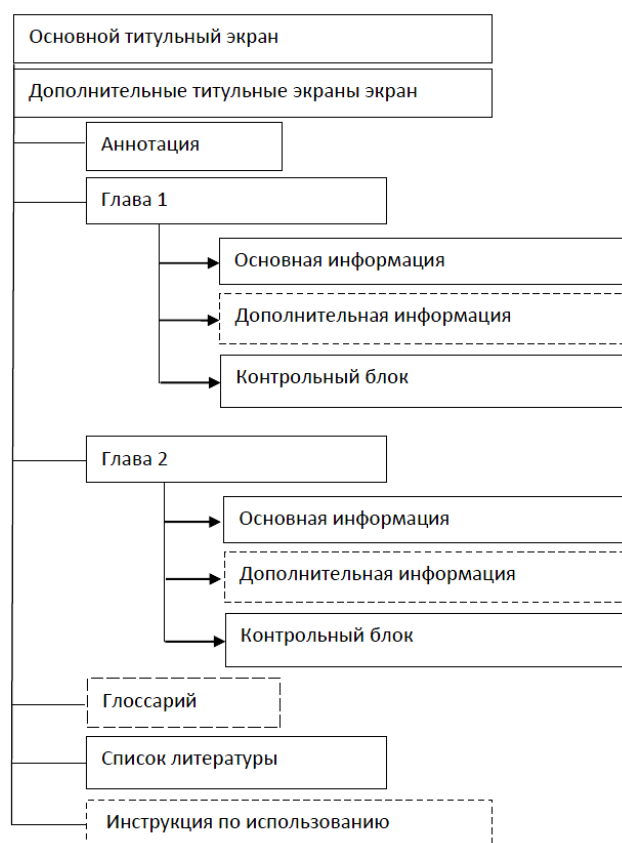 Основной титульный экран
Дополнительные титульные экраны экран
Аннотация
Глава 1
Основная информация
Дополнительная информация
Контрольный блок
Глава 2
Основная информация
Дополнительная информация
Контрольный блок
Глоссарий
Список литературы
Инструкция по использованию